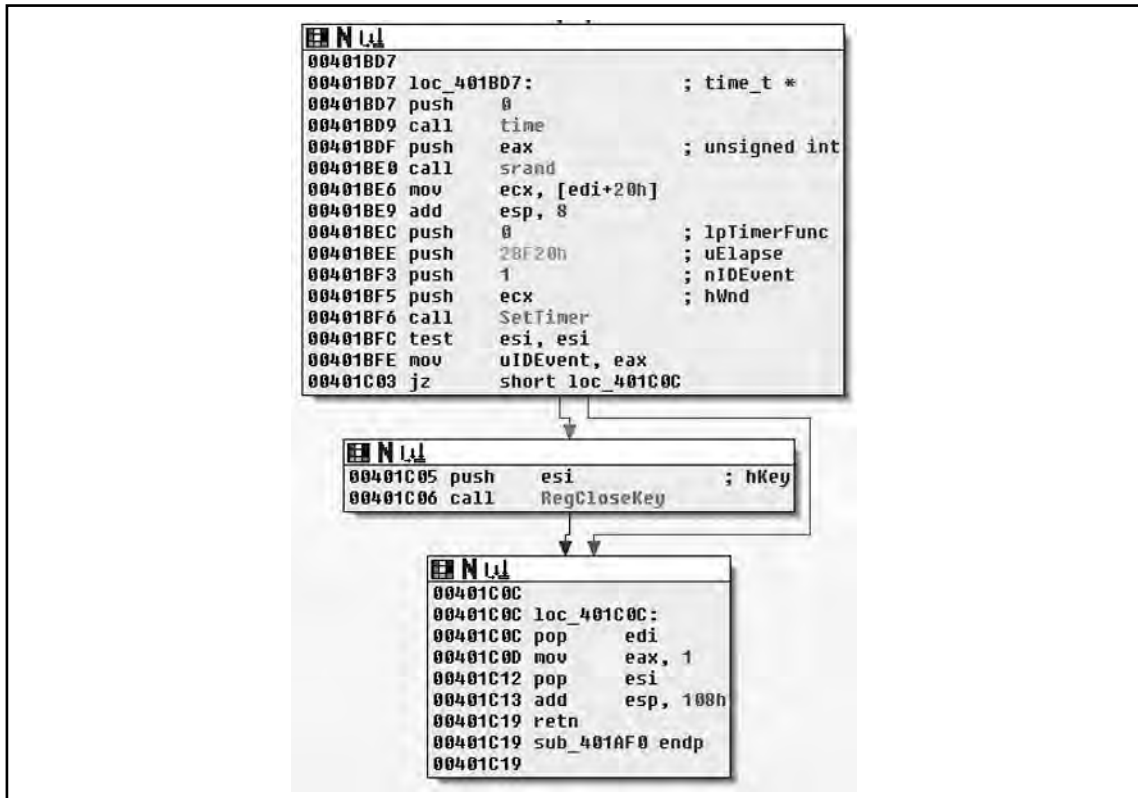 00401BD7
00401BD7 loc_401BD7: ; time_t *
00401BD7 push 0
00401BD9 call time
00401BDF push eax ; unsigned int
00401BE0 call srand
00401BE6 mov ecx, [edi+20h]
00401BE9 add esp, 8
00401BEC push 0 ; lpTimerFunc
00401BEE push 28F20h ; uElapse
00401BF3 push 1 ; nIDEvent
00401BF5 push ecx ; hWnd
00401BF6 call SetTimer
00401BFC test esi, esi
00401BFE mov uIDEvent, eax
00401C03 jz short loc_401C0C
00401C05 push esi ; hKey
00401C06 call RegCloseKey
00401C0C
00401C0C loc_401C0C:
00401C0C pop edi
00401C0D mov eax, 1
00401C12 pop esi
00401C13 add esp, 108h
00401C19 retn
00401C19 sub_401AF0 endp
00401C19